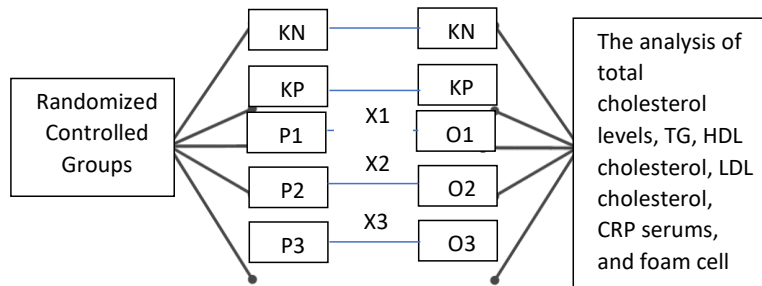 Randomized
Controlled
Groups
KN
KN
KP
KP
P1
X1
O1
P2
X2
O2
P3
X3
O3
The analysis of
total
cholesterol
levels, TG, HDL
cholesterol, LDL
cholesterol,
CRP serums,
and foam cell